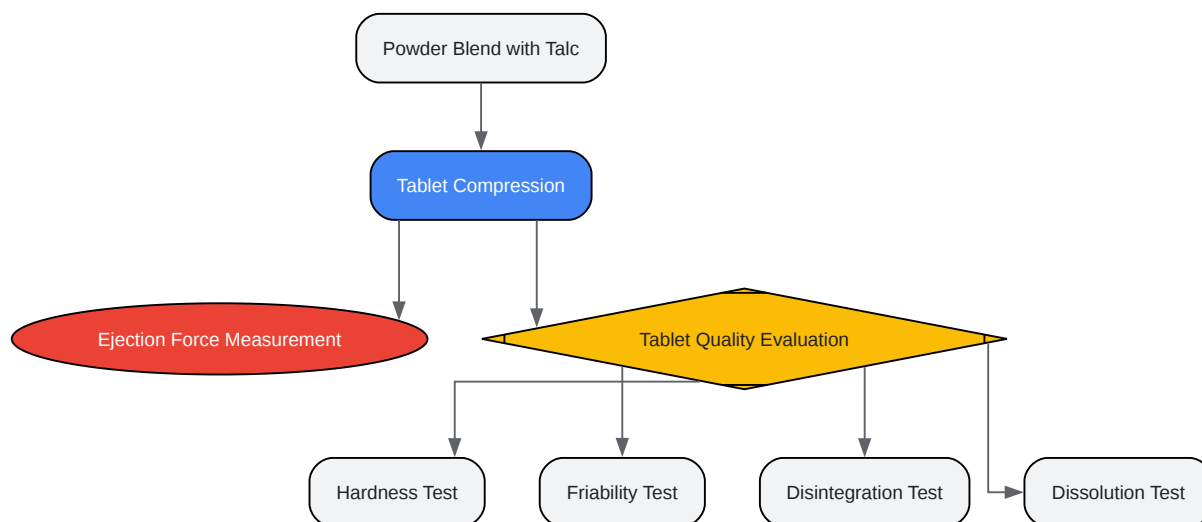 Powder Blend with Talc
Tablet Compression
Ejection Force Measurement
Tablet Quality Evaluation
Hardness Test
Friability Test
Disintegration Test
Dissolution Test